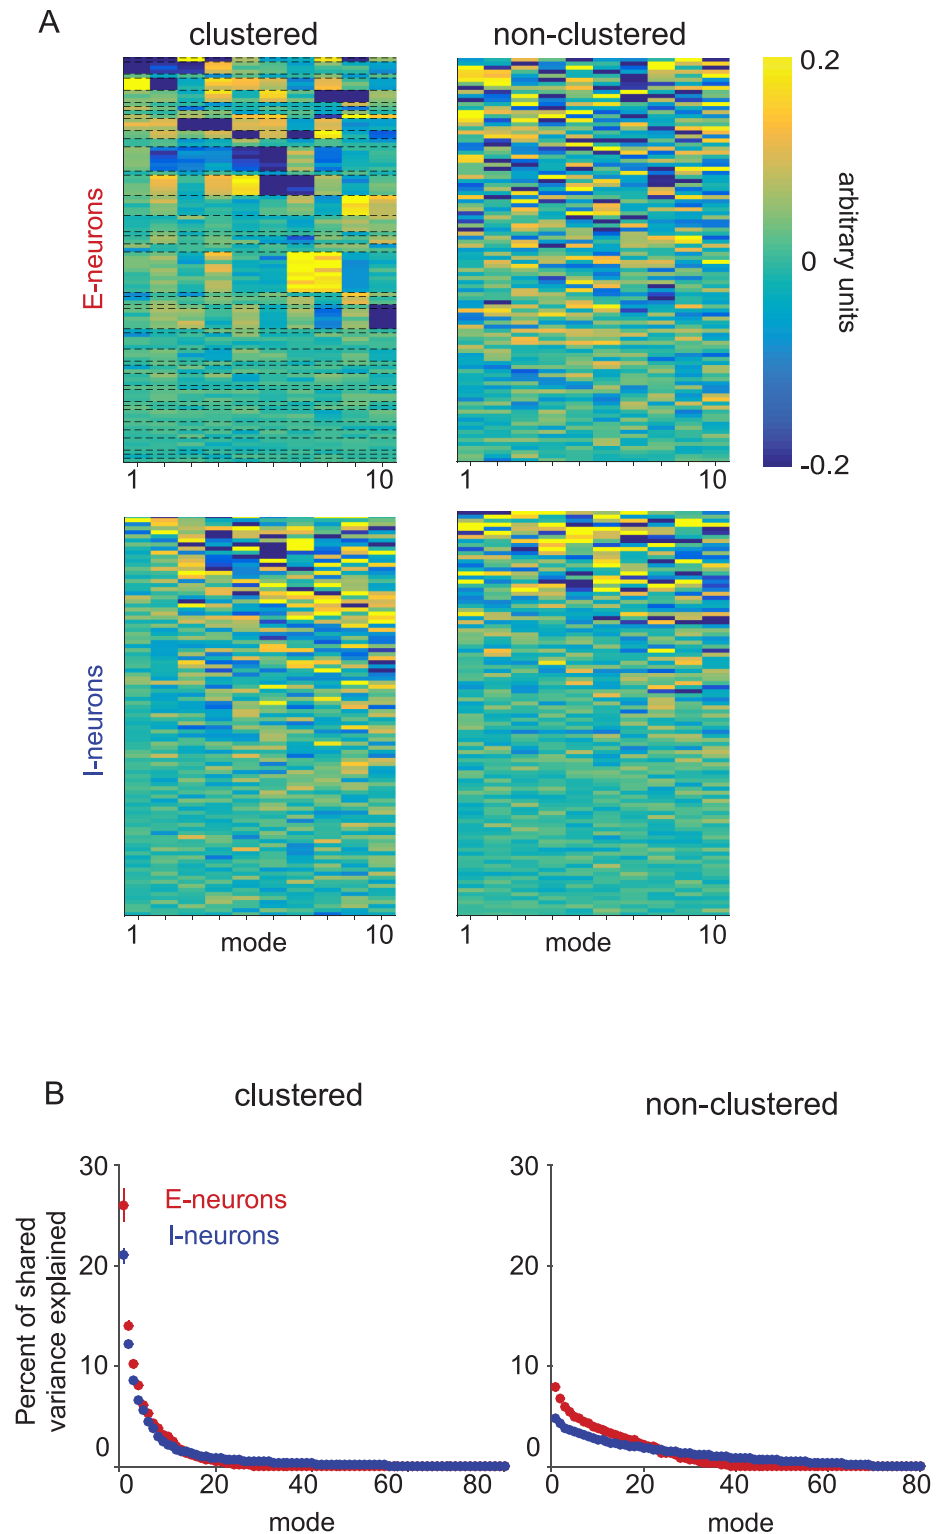 A
clustered
non-clustered
0.2
0
-0.2
arbitrary units
E-neurons
1
10
1
10
I-neurons
1
mode
10
1
mode
10
B
clustered
non-clustered
30
20
10
0
Percent of shared
variance explained
E-neurons
I-neurons
0
20
40
60
80
mode
30
20
10
0
0
20
40
60
80
mode